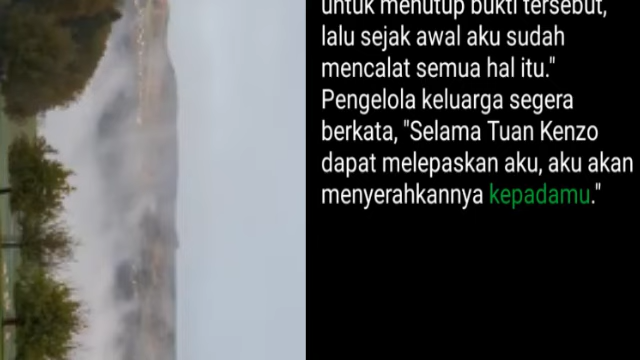 untuk menutup bukti tersebut,
lalu sejak awal aku sudah
mencalat semua hal itu."
Pengelola keluarga segera
berkata, "Selama Tuan Kenzo
dapat melepaskan aku, aku akan
menyerahkannya kepadamu."